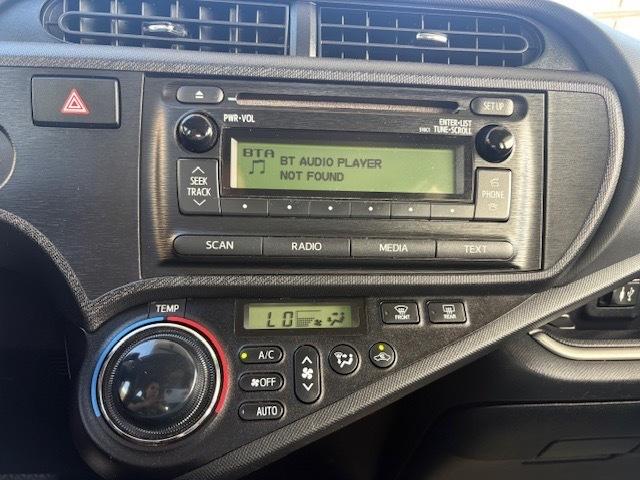 SET UP
PWR•VOL
ENTER•LIST
TUNE•SCROLL
BTA
BT AUDIO PLAYER
NOT FOUND
SEEK
TRACK
PHONE
SCAN
RADIO
MEDIA
TEXT
TEMP
LO
FRONT
REAR
A/C
OFF
AUTO